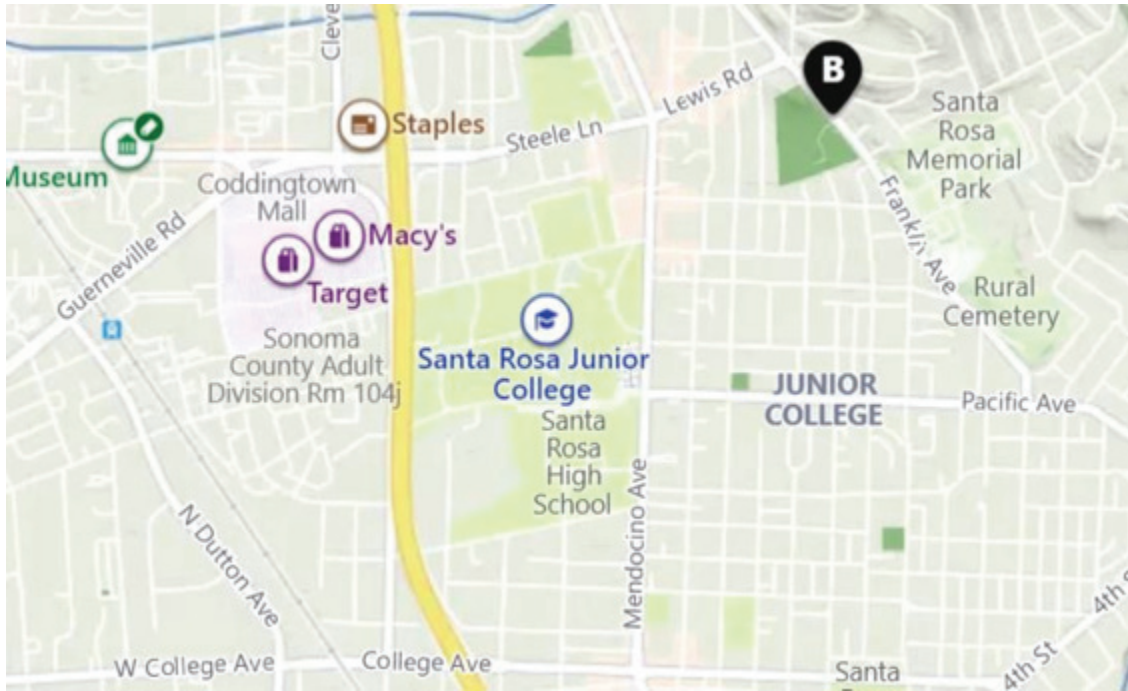 Cleve
B
Lewis Rd
Staples
Steele Ln
Santa
Rosa
Memorial
Park
Museum
Coddingtown
Mall
Macy's
Franklin Ave
Guerneville Rd
Target
Rural
Cemetery
Sonoma
County Adult
Division Rm 104j
Santa Rosa Junior
College
JUNIOR
COLLEGE
Pacific Ave
Santa
Rosa
High
School
Mendocino Ave
N Dutton Ave
4th S
4th St
W College Ave
College Ave
Santa